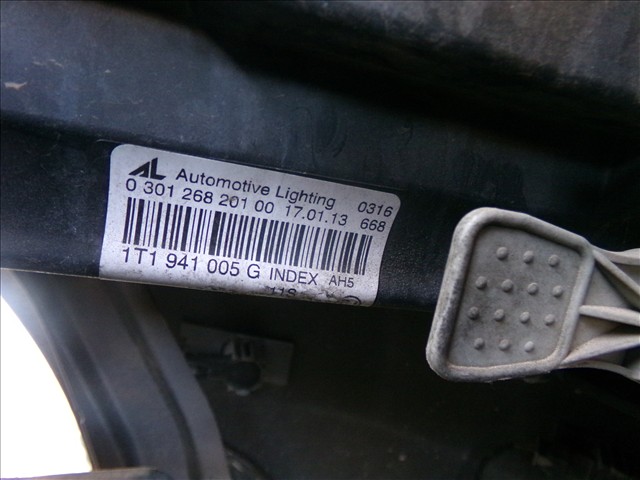 AL Automotive Lighting 0316
0 301 268 201 00 17.01.13 668
1T1 941 005 G INDEX AH5